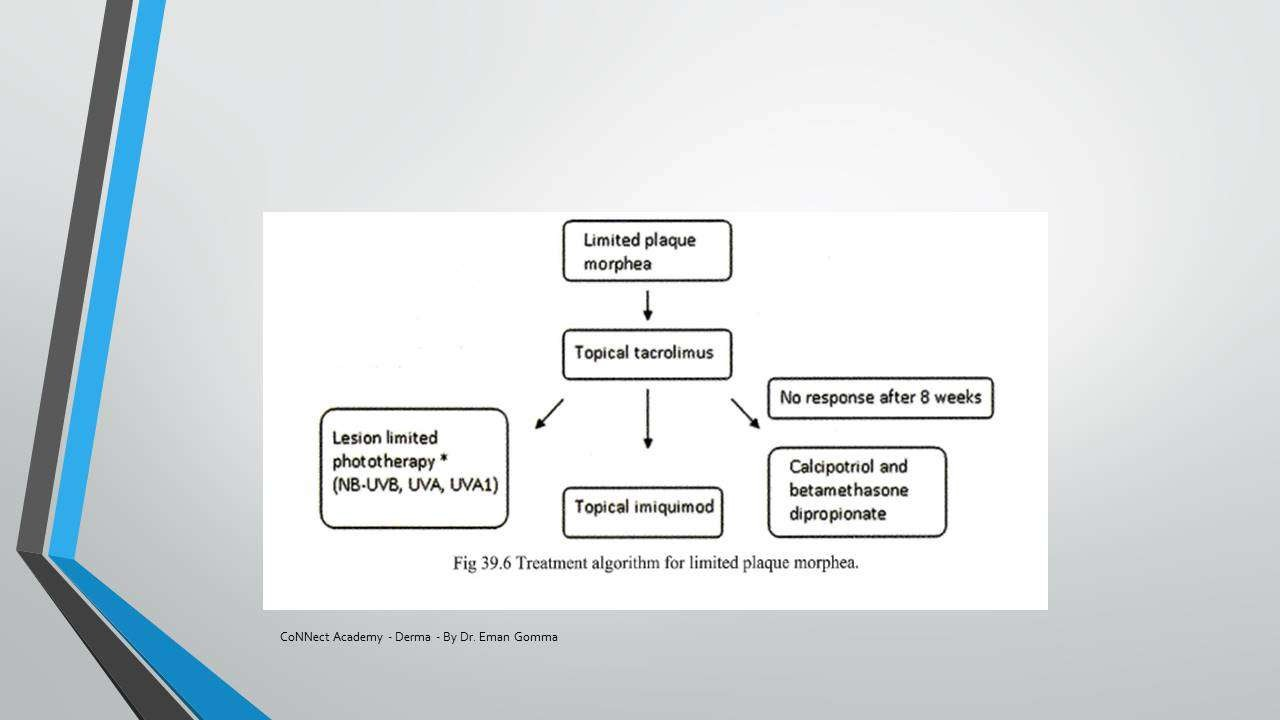 Limited plaque
morphea
Topical tacrolimus
No response after 8 weeks
Lesion limited
phototherapy *
(NB-UVB, UVA, UVA1)
Topical imiquimod
Calcipotriol and
betamethasone
dipropionate
Fig 39.6 Treatment algorithm for limited plaque morphea.
CoNNect Academy - Derma - By Dr. Eman Gomma